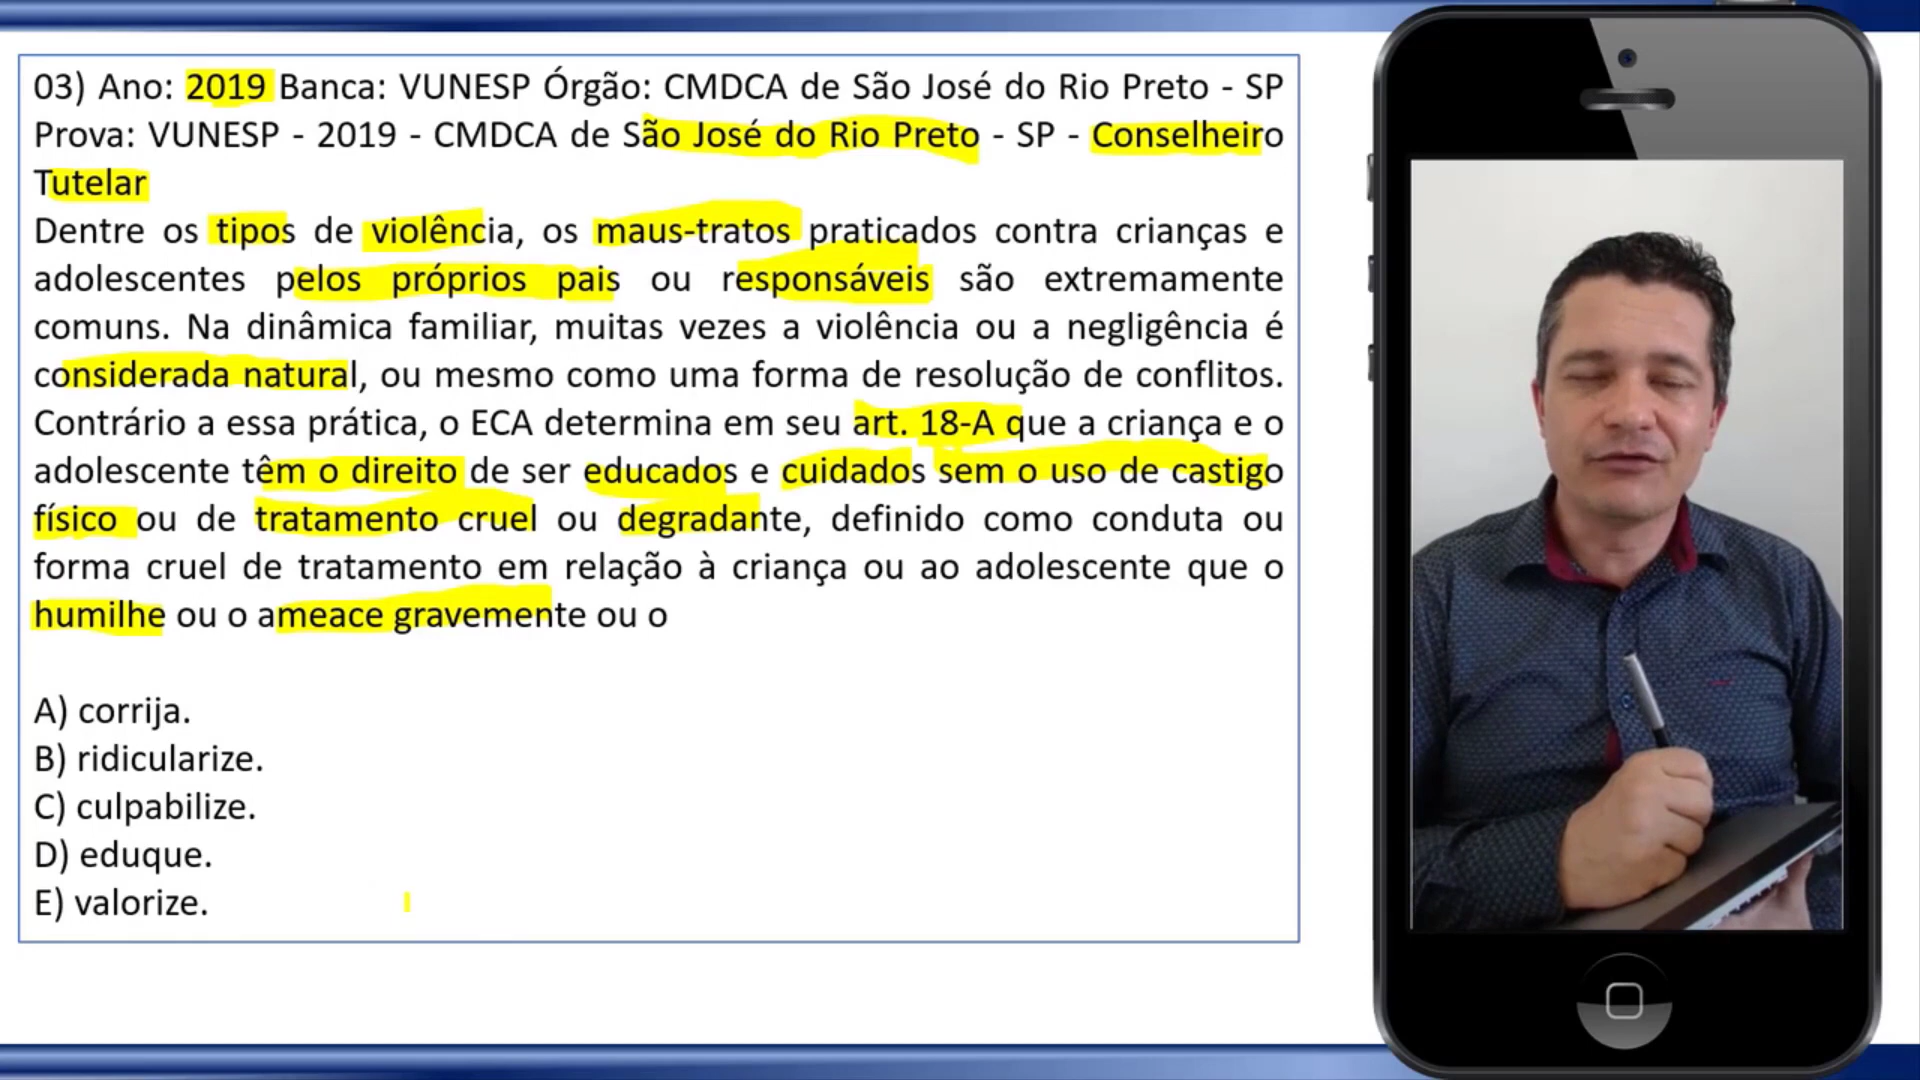 03) Ano: 2019 Banca: VUNESP Órgão: CMDCA de São José do Rio Preto - SP
Prova: VUNESP - 2019 - CMDCA de São José do Rio Preto - SP - Conselheiro
Tutelar
Dentre os tipos de violência, os maus-tratos praticados contra crianças e
adolescentes pelos próprios pais ou responsáveis são extremamente
comuns. Na dinâmica familiar, muitas vezes a violência ou a negligência é
considerada natural, ou mesmo como uma forma de resolução de conflitos.
Contrário a essa prática, o ECA determina em seu art. 18-A que a criança e o
adolescente têm o direito de ser educados e cuidados sem o uso de castigo
físico ou de tratamento cruel ou degradante, definido como conduta ou
forma cruel de tratamento em relação à criança ou ao adolescente que o
humilhe ou o ameace gravemente ou o
A) corrija.
B) ridicularize.
C) culpabilize.
D) eduque.
E) valorize.